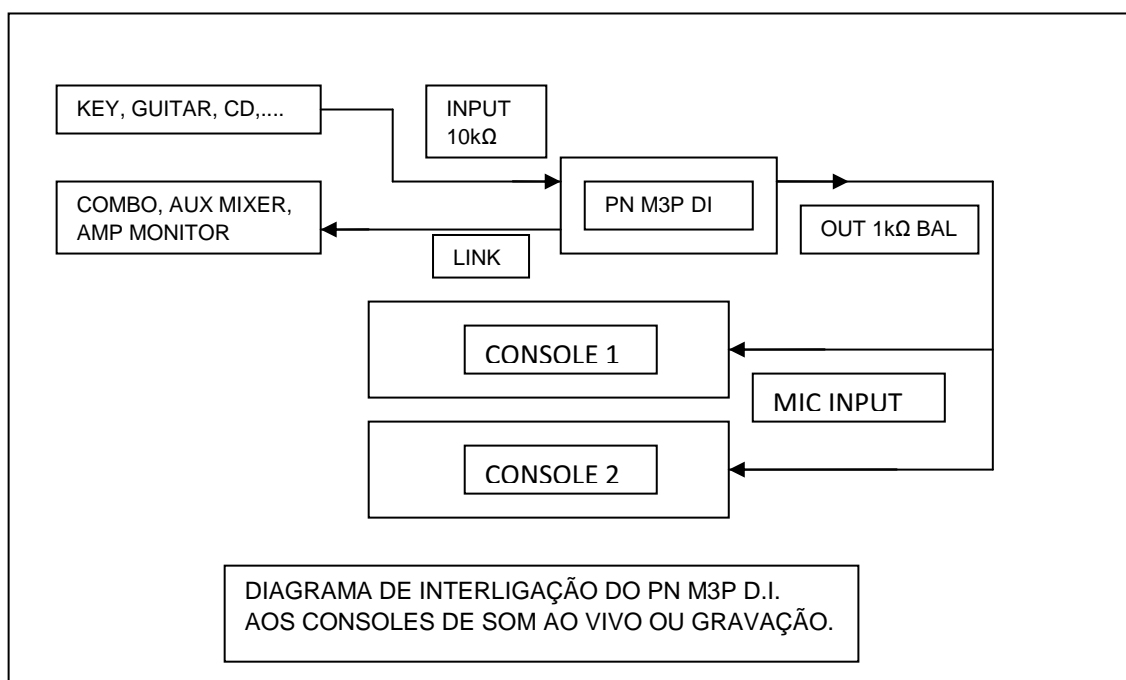 KEY, GUITAR, CD,....
INPUT
10kΩ
PN M3P DI
COMBO, AUX MIXER,
AMP MONITOR
OUT 1kΩ BAL
LINK
CONSOLE 1
MIC INPUT
CONSOLE 2
DIAGRAMA DE INTERLIGAÇÃO DO PN M3P D.I.
AOS CONSOLES DE SOM AO VIVO OU GRAVAÇÃO.